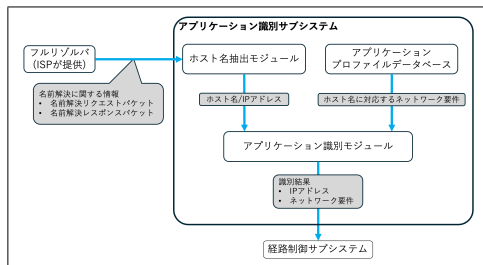 アプリケーション識別サブシステム
フルリゾルバ
(ISPが提供)
ホスト名抽出モジュール
アプリケーション
プロファイルデータベース
名前解決に関する情報
• 名前解決リクエストパケット
• 名前解決レスポンスパケット
ホスト名/IPアドレス
ホスト名に対応するネットワーク要件
アプリケーション識別モジュール
識別結果
• IPアドレス
• ネットワーク要件
経路制御サブシステム